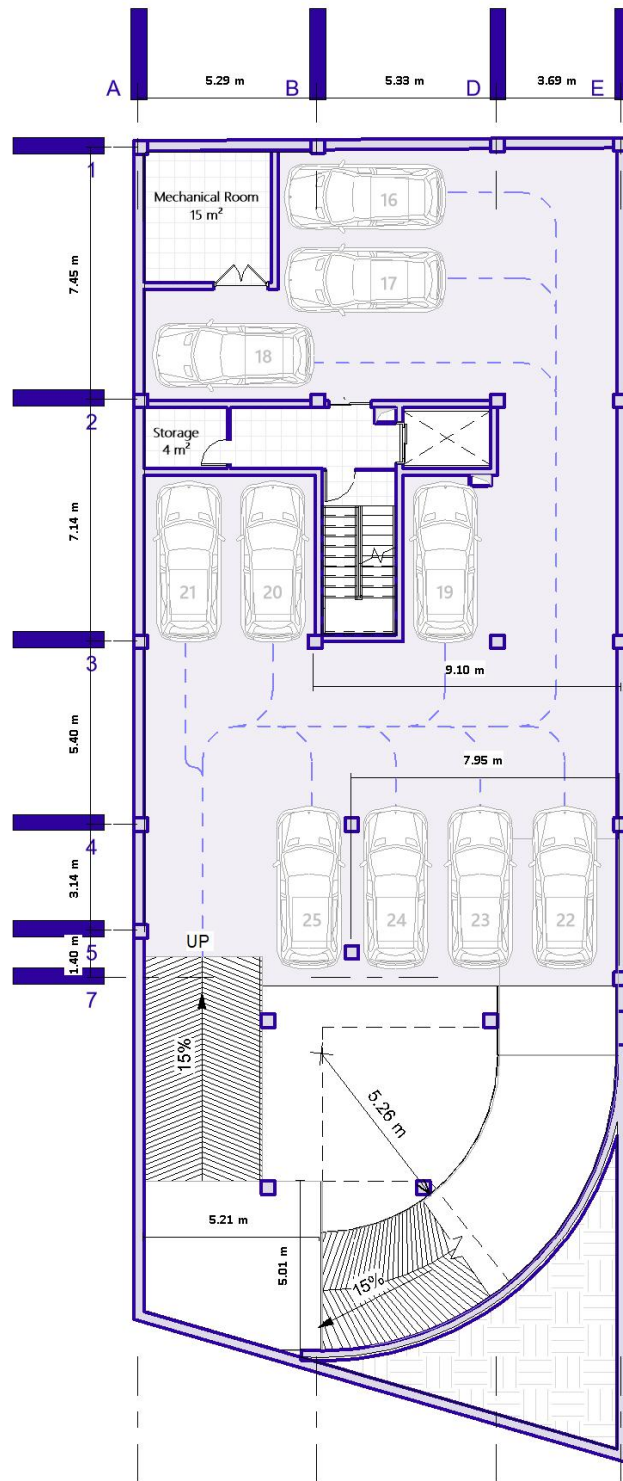 5.29 m
5.33 m
3.69 m
A
B
D
E
1
Mechanical Room
15 m²
16
17
7.45 m
18
2
Storage
4 m²
7.14 m
21
20
19
3
9.10 m
5.40 m
7.95 m
4
3.14 m
25
24
23
22
UP
5
1.40 m
7
15%
5.26 m
5.21 m
5.01 m
15%